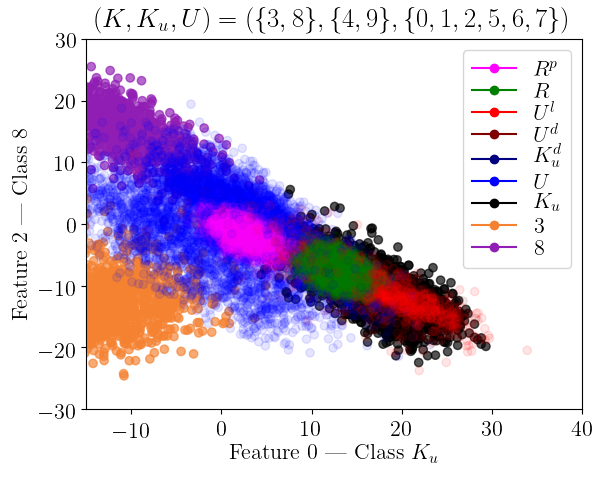 (K, K_u, U) = ({3, 8}, {4, 9}, {0, 1, 2, 5, 6, 7})
30
20
10
0
−10
−20
−30
Feature 2 — Class 8
R^p
R
U^l
U^d
K_u^d
U
K_u
3
8
−10 0 10 20 30 40
Feature 0 — Class K_u